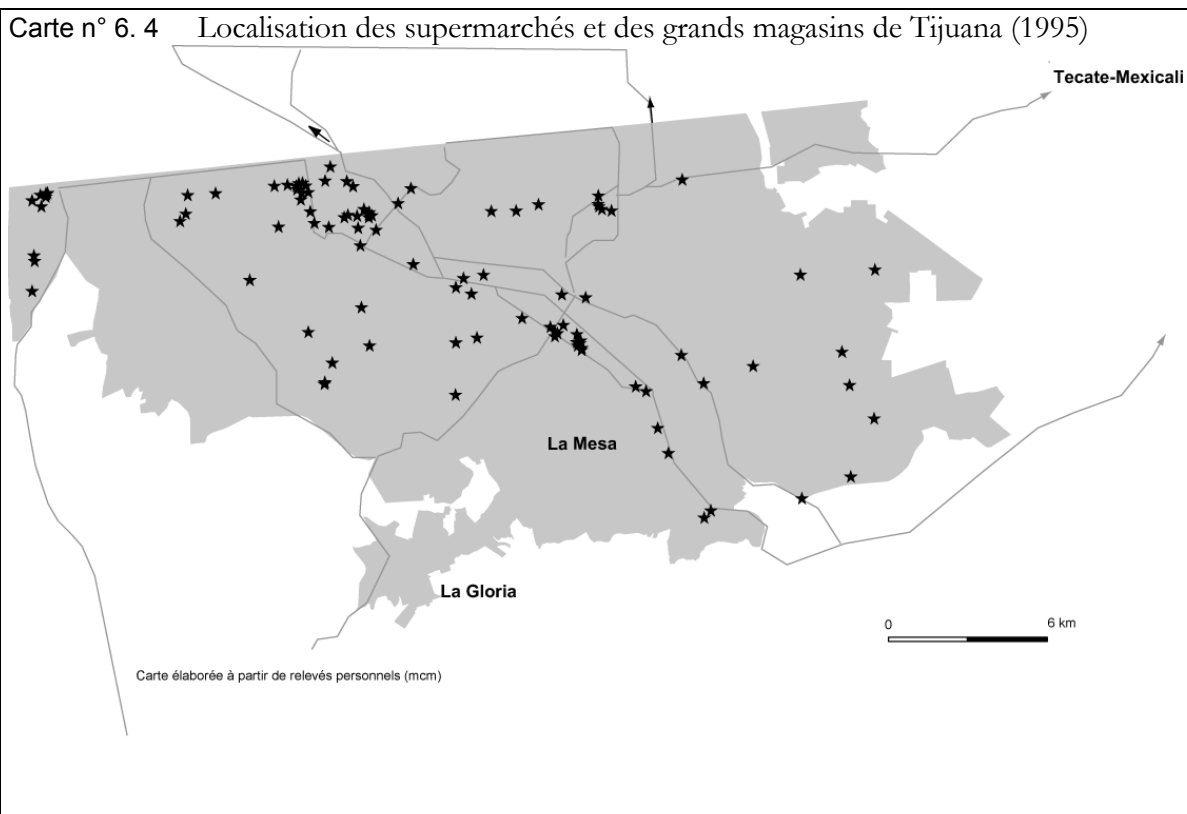 Carte n° 6. 4 Localisation des supermarchés et des grands magasins de Tijuana (1995)
Tecate-Mexicali
La Mesa
La Gloria
0 6 km
Carte élaborée à partir de relevés personnels (mcm)